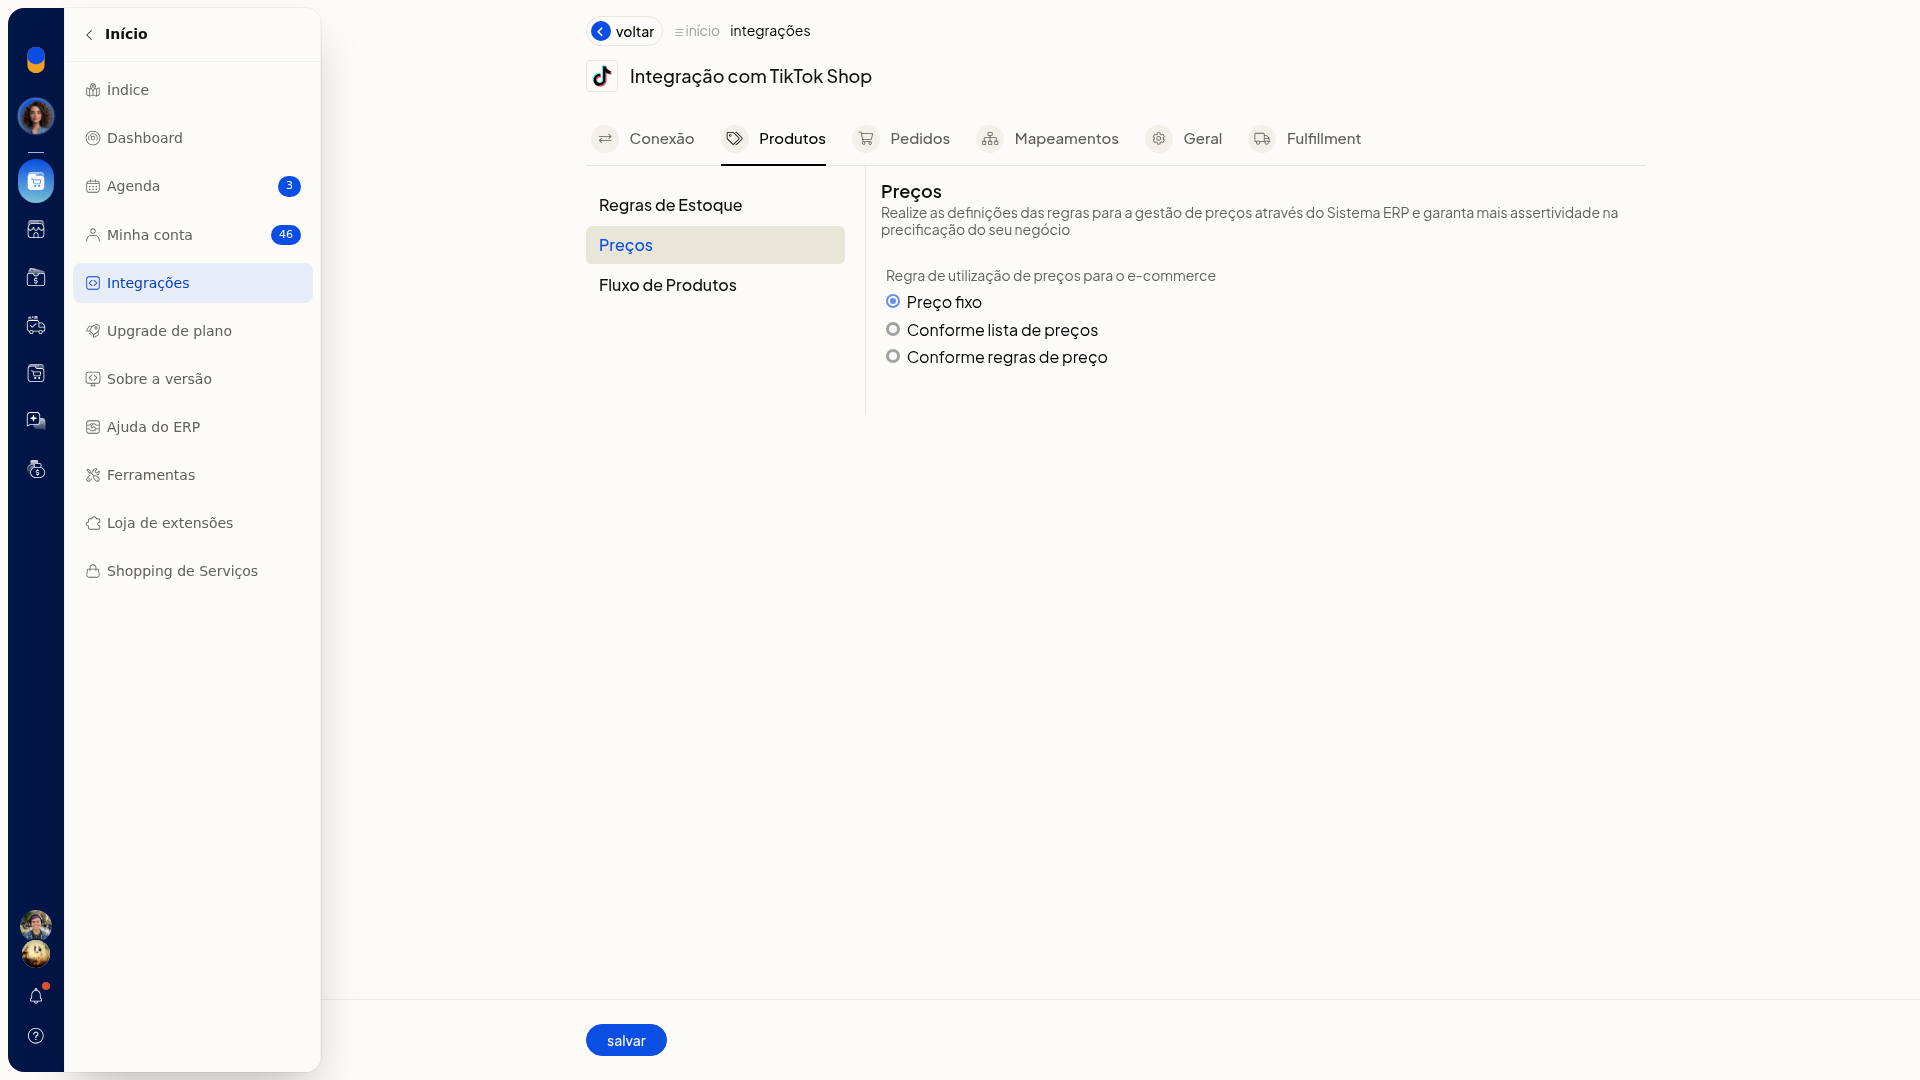 Início
Índice
Dashboard
Agenda
3
Minha conta
46
Integrações
Upgrade de plano
Sobre a versão
Ajuda do ERP
Ferramentas
Loja de extensões
Shopping de Serviços
voltar
início
integrações
Integração com TikTok Shop
Conexão
Produtos
Pedidos
Mapeamentos
Geral
Fulfillment
Regras de Estoque
Preços
Fluxo de Produtos
Preços
Realize as definições das regras para a gestão de preços através do Sistema ERP e garanta mais assertividade na
precificação do seu negócio
Regra de utilização de preços para o e-commerce
Preço fixo
Conforme lista de preços
Conforme regras de preço
salvar